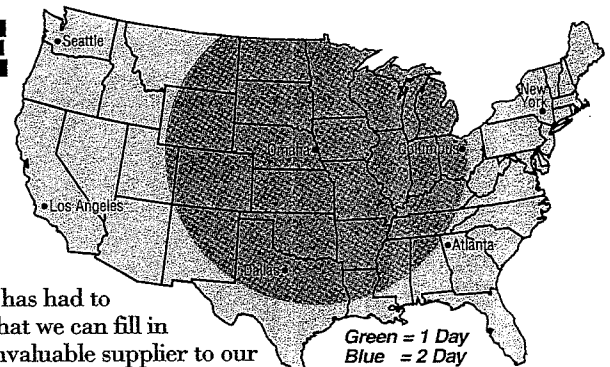 Seattle
New
York
Omaha
Columbus
Los Angeles
Atlanta
Dallas
has had to
hat we can fill in
nvaluable supplier to our
Green = 1 Day
Blue = 2 Day